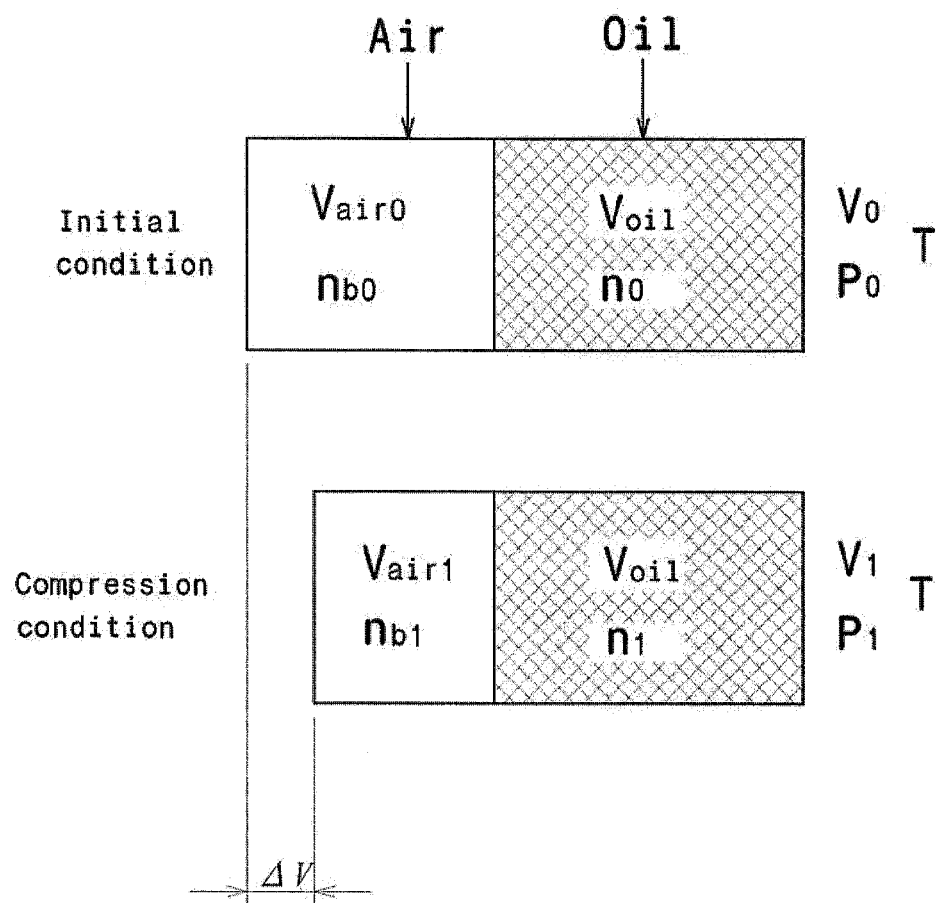 Air Oil
Initial condition
Vair0 Voil V0
nb0 n0 P0
T
Compression condition
Vair1 Voil V1
nb1 n1 P1
T
ΔV